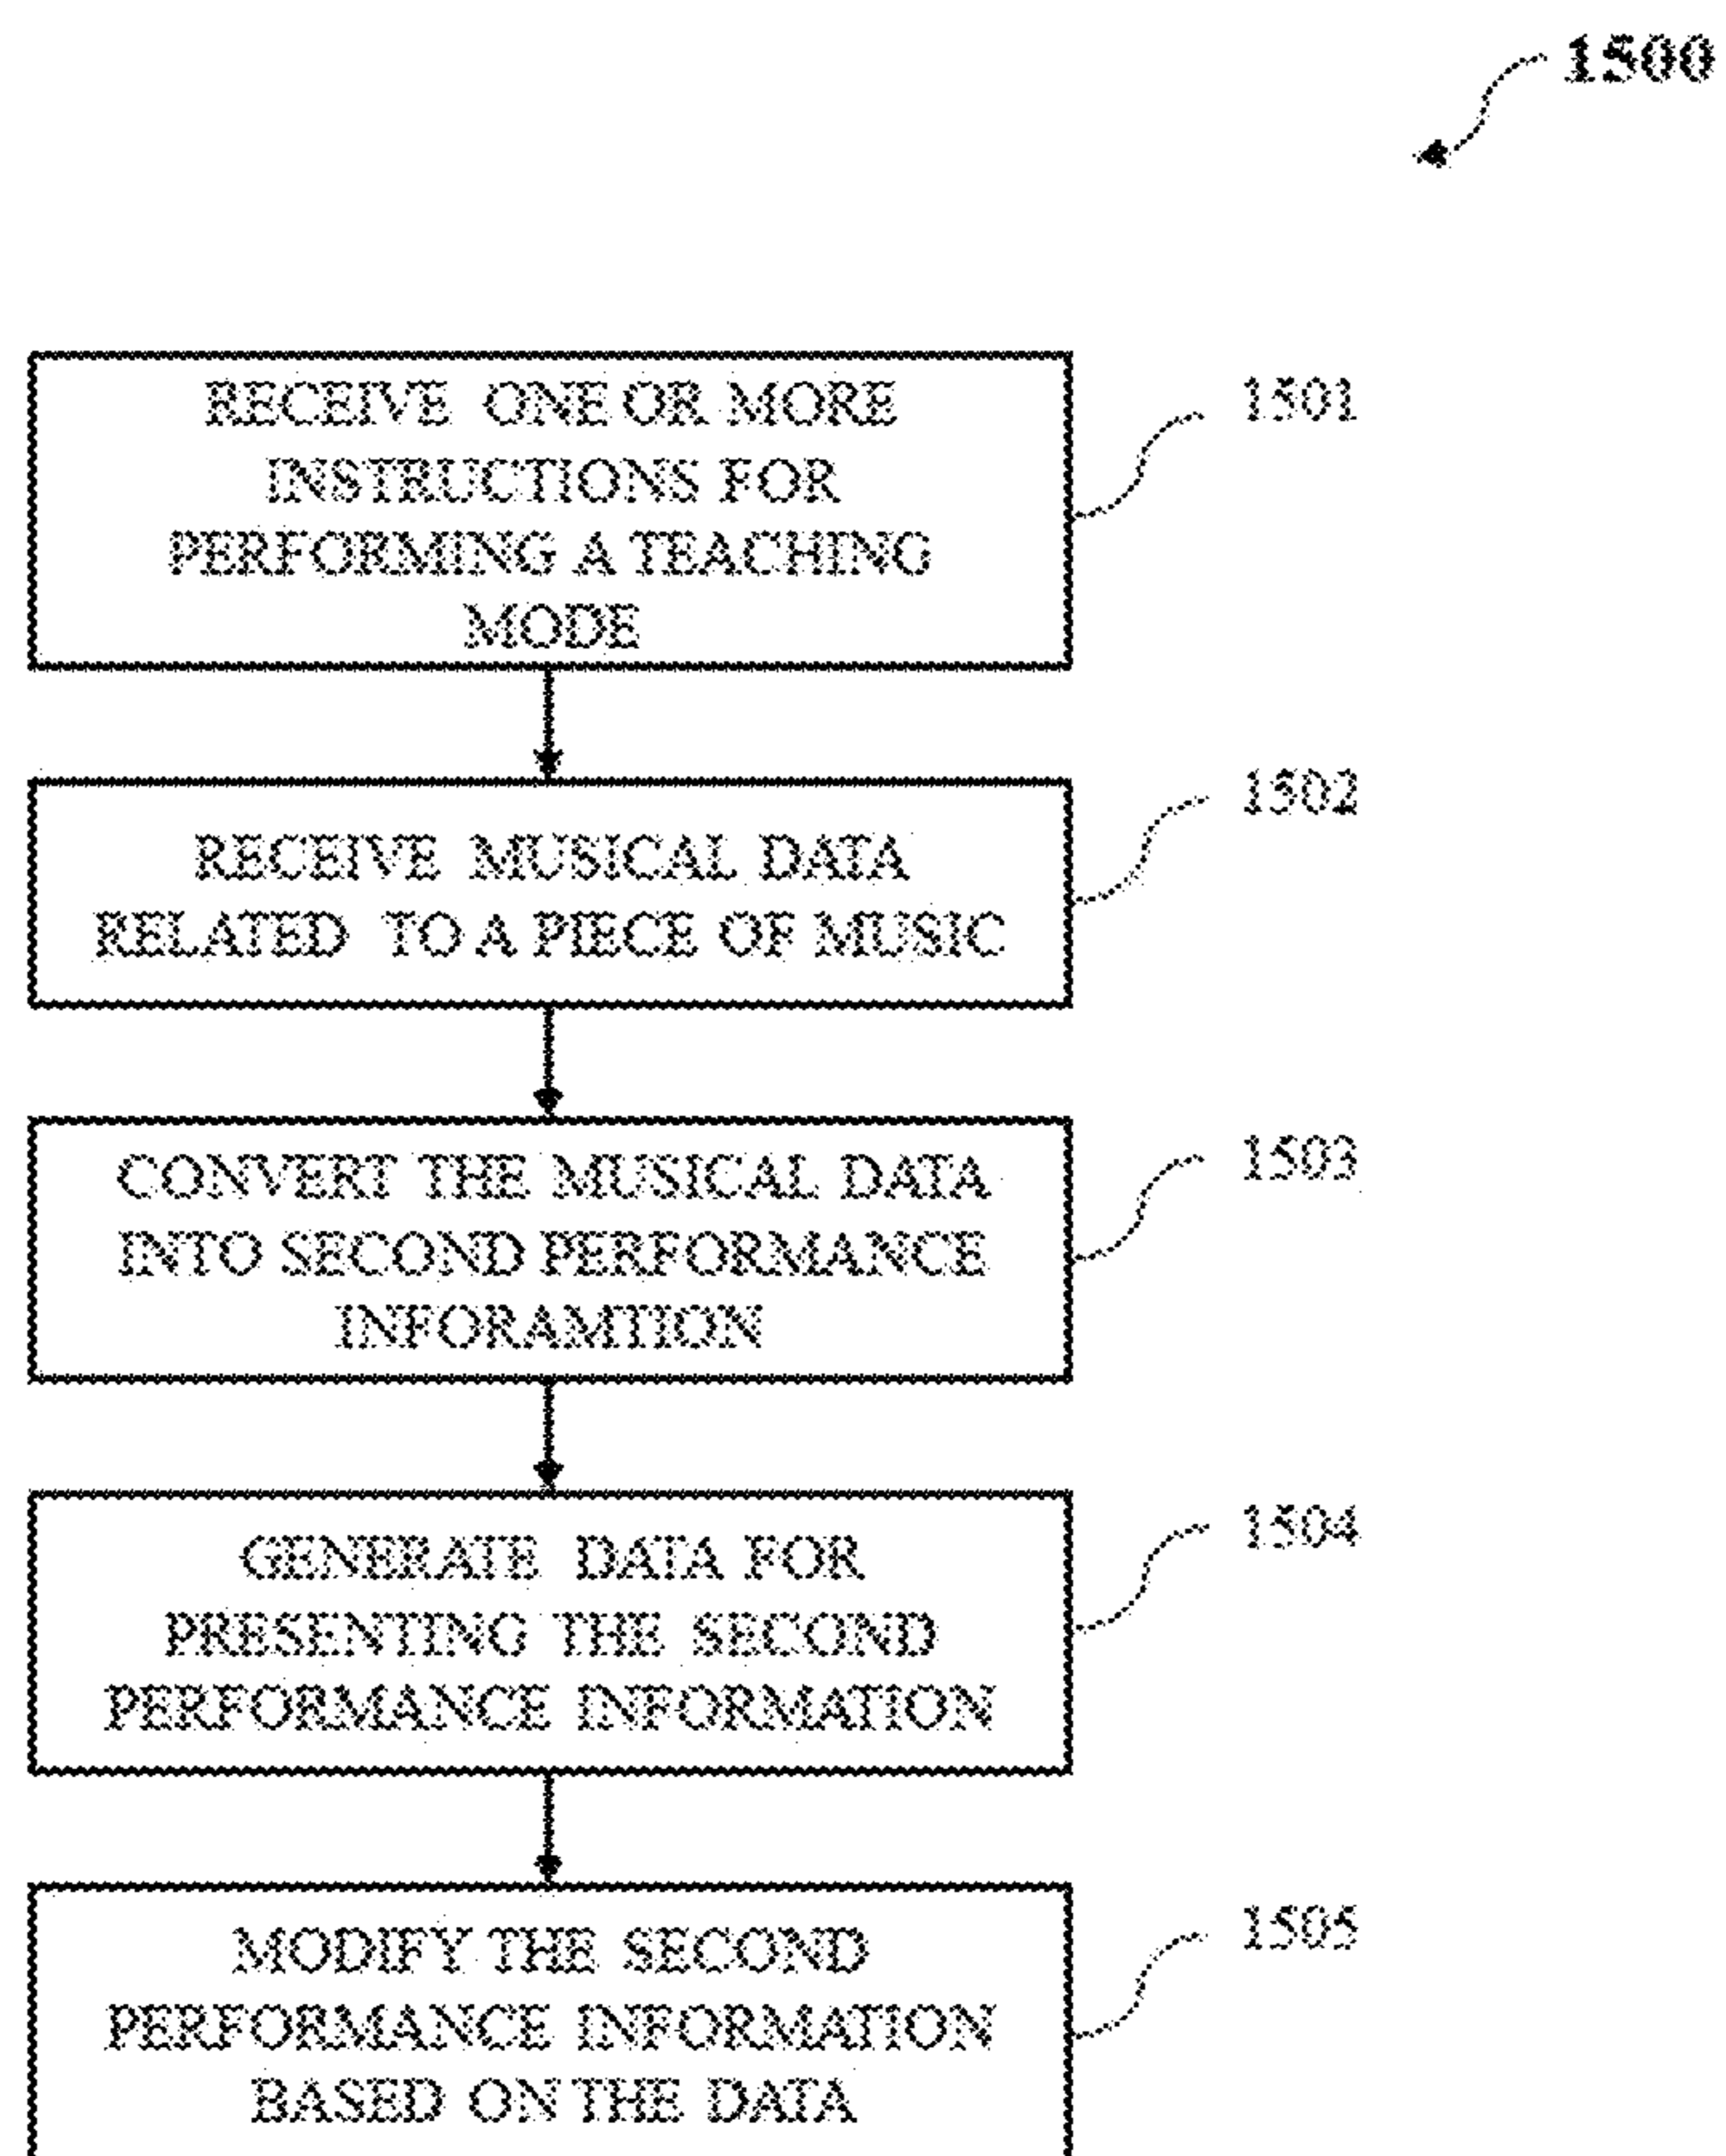 1500
RECEIVE ONE OR MORE
INSTRUCTIONS FOR
PERFORMING A TEACHING
MODE
1501
RECEIVE MUSICAL DATA
RELATED TO A PIECE OF MUSIC
1502
CONVERT THE MUSICAL DATA
INTO SECOND PERFORMANCE
INFORAMTION
1503
GENERATE DATA FOR
PRESENTING THE SECOND
PERFORMANCE INFORMATION
1504
MODIFY THE SECOND
PERFORMANCE INFORMATION
BASED ON THE DATA
1505